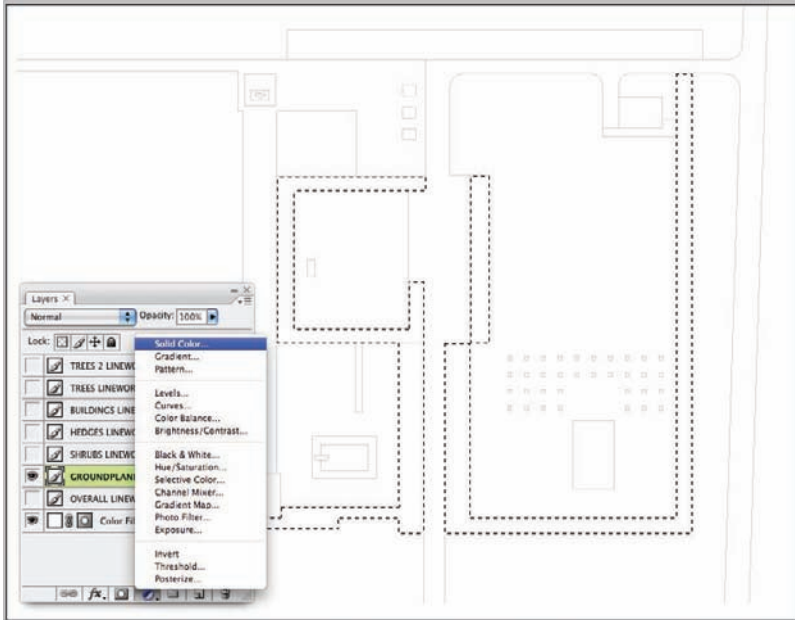 Layers ×
Normal Opacity: 100%
Lock:
Solid Color...
Gradient...
Pattern...
Levels...
Curves...
Color Balance...
Brightness/Contrast...
Black & White...
Hue/Saturation...
Selective Color...
Channel Mixer...
Gradient Map...
Photo Filter...
Exposure...
Invert
Threshold...
Posterize...
TREES 2 LINEWO
TREES LINEWOR
BUILDINGS LINE
HEDGES LINEWO
SHRUBS LINEWO
GROUNDPLAN
OVERALL LINEW
Color Fi
fx.